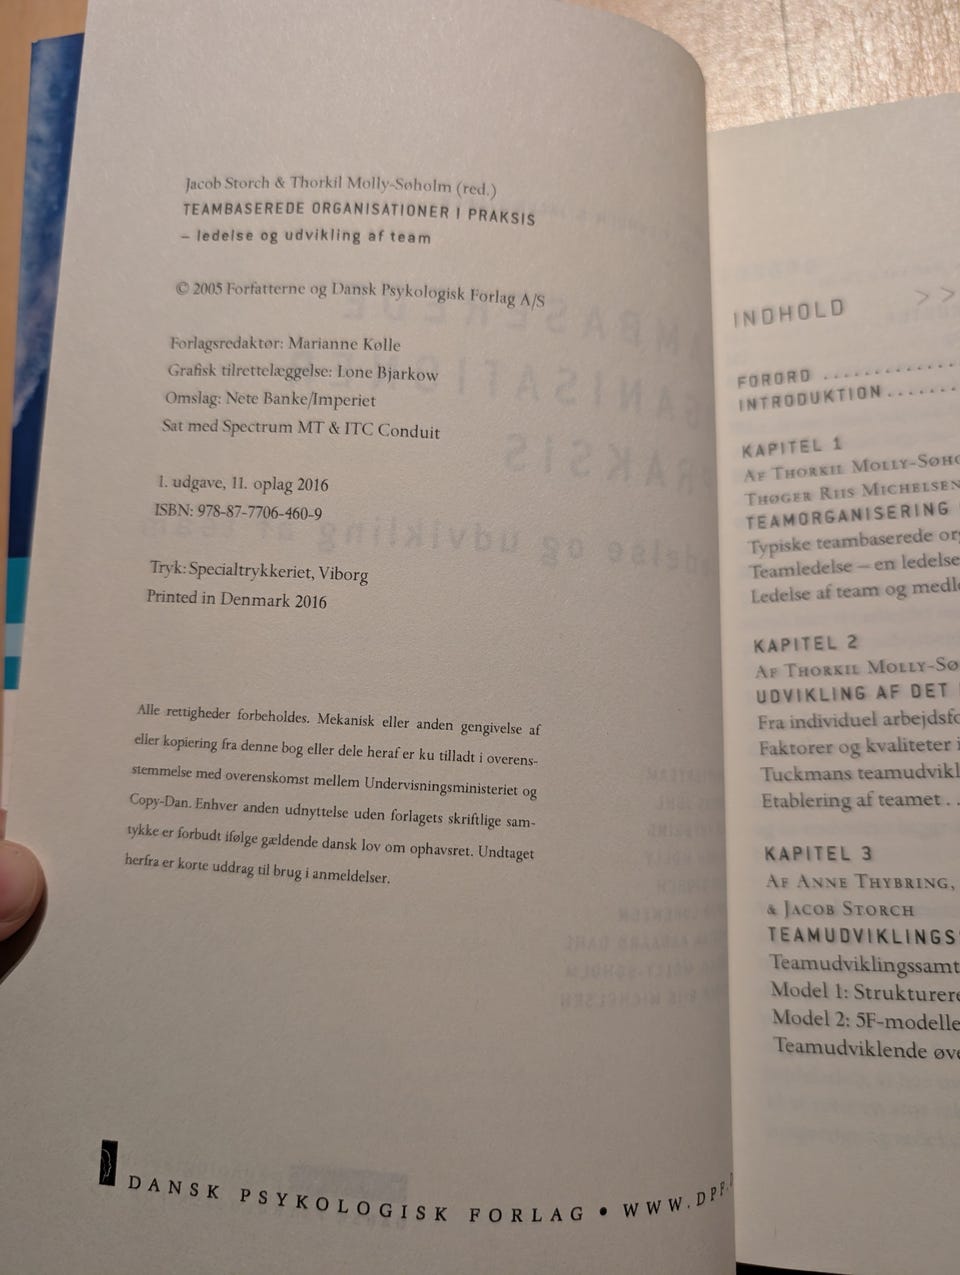 Jacob Storch & Thorkil Molly-Søholm (red.)
TEAMBASEREDE ORGANISATIONER I PRAKSIS
– ledelse og udvikling af team
© 2005 Forfatterne og Dansk Psykologisk Forlag A/S
Forlagsredaktør: Marianne Kølle
Grafisk tilrettelæggelse: Lone Bjarkow
Omslag: Nete Banke/Imperiet
Sat med Spectrum MT & ITC Conduit
1. udgave, 11. oplag 2016
ISBN: 978-87-7706-460-9
Tryk: Specialtrykkeriet, Viborg
Printed in Denmark 2016
Alle rettigheder forbeholdes. Mekanisk eller anden gengivelse af
eller kopiering fra denne bog eller dele heraf er ku tilladt i overens-
stemmelse med overenskomst mellem Undervisningsministeriet og
Copy-Dan. Enhver anden udnyttelse uden forlagets skriftlige sam-
tykke er forbudt ifølge gældende dansk lov om ophavsret. Undtaget
herfra er korte uddrag til brug i anmeldelser.
DANSK PSYKOLOGISK FORLAG • WWW.DPF.
INDHOLD >>
FORORD ............
INTRODUKTION .......
KAPITEL 1
AF THORKIL MOLLY-SØHO
THØGER RIIS MICHELSEN
TEAMORGANISERING
Typiske teambaserede or
Teamledelse – en ledelse
Ledelse af team og medl
KAPITEL 2
AF THORKIL MOLLY-SØ
UDVIKLING AF DET
Fra individuel arbejdsfo
Faktorer og kvaliteter i
Tuckmans teamudvikl
Etablering af teamet . .
KAPITEL 3
AF ANNE THYBRING,
& JACOB STORCH
TEAMUDVIKLINGS
Teamudviklingssamt
Model 1: Strukturere
Model 2: 5F-modelle
Teamudviklende øve